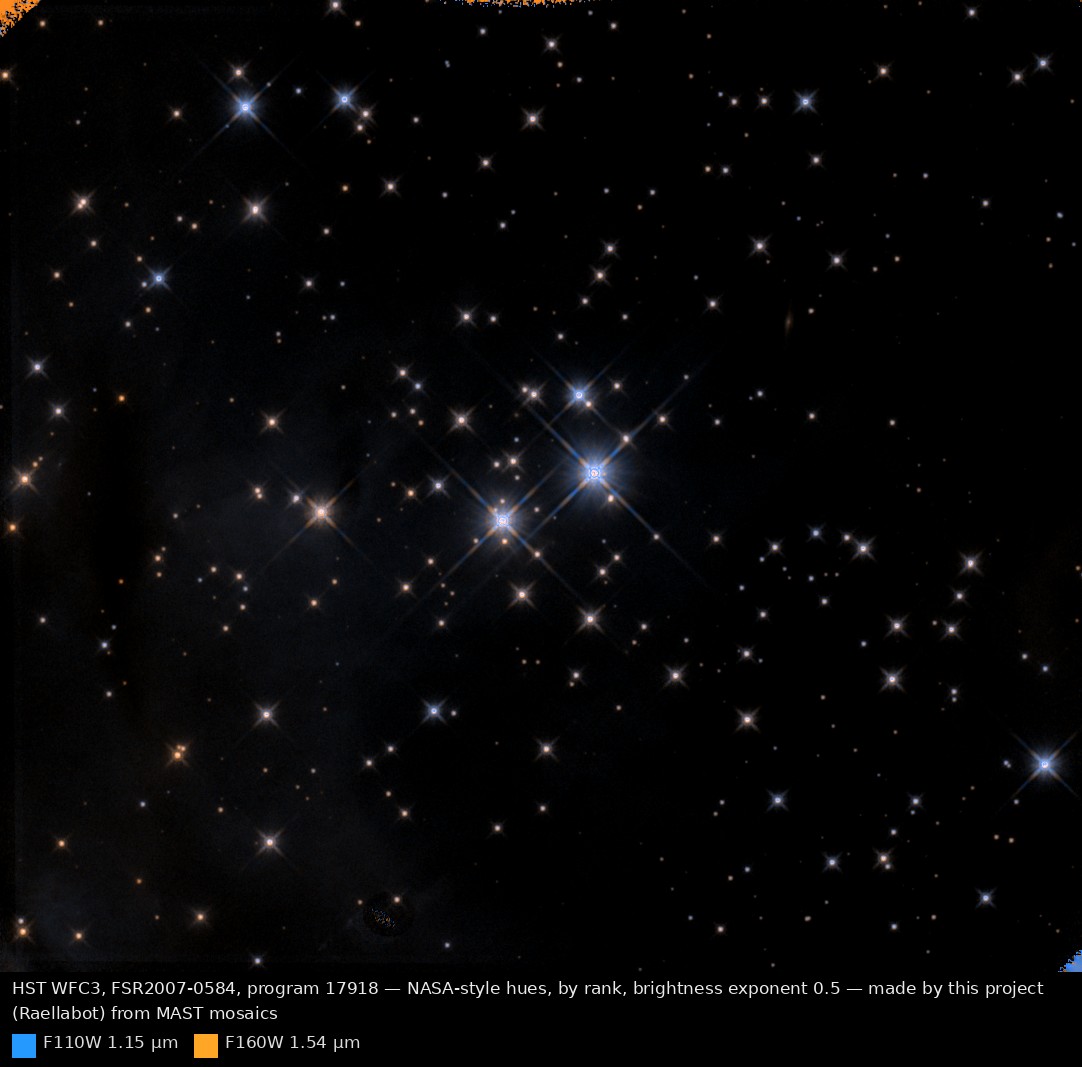 HST WFC3, FSR2007-0584, program 17918 — NASA-style hues, by rank, brightness exponent 0.5 — made by this project
(Raellabot) from MAST mosaics
F110W 1.15 µm F160W 1.54 µm